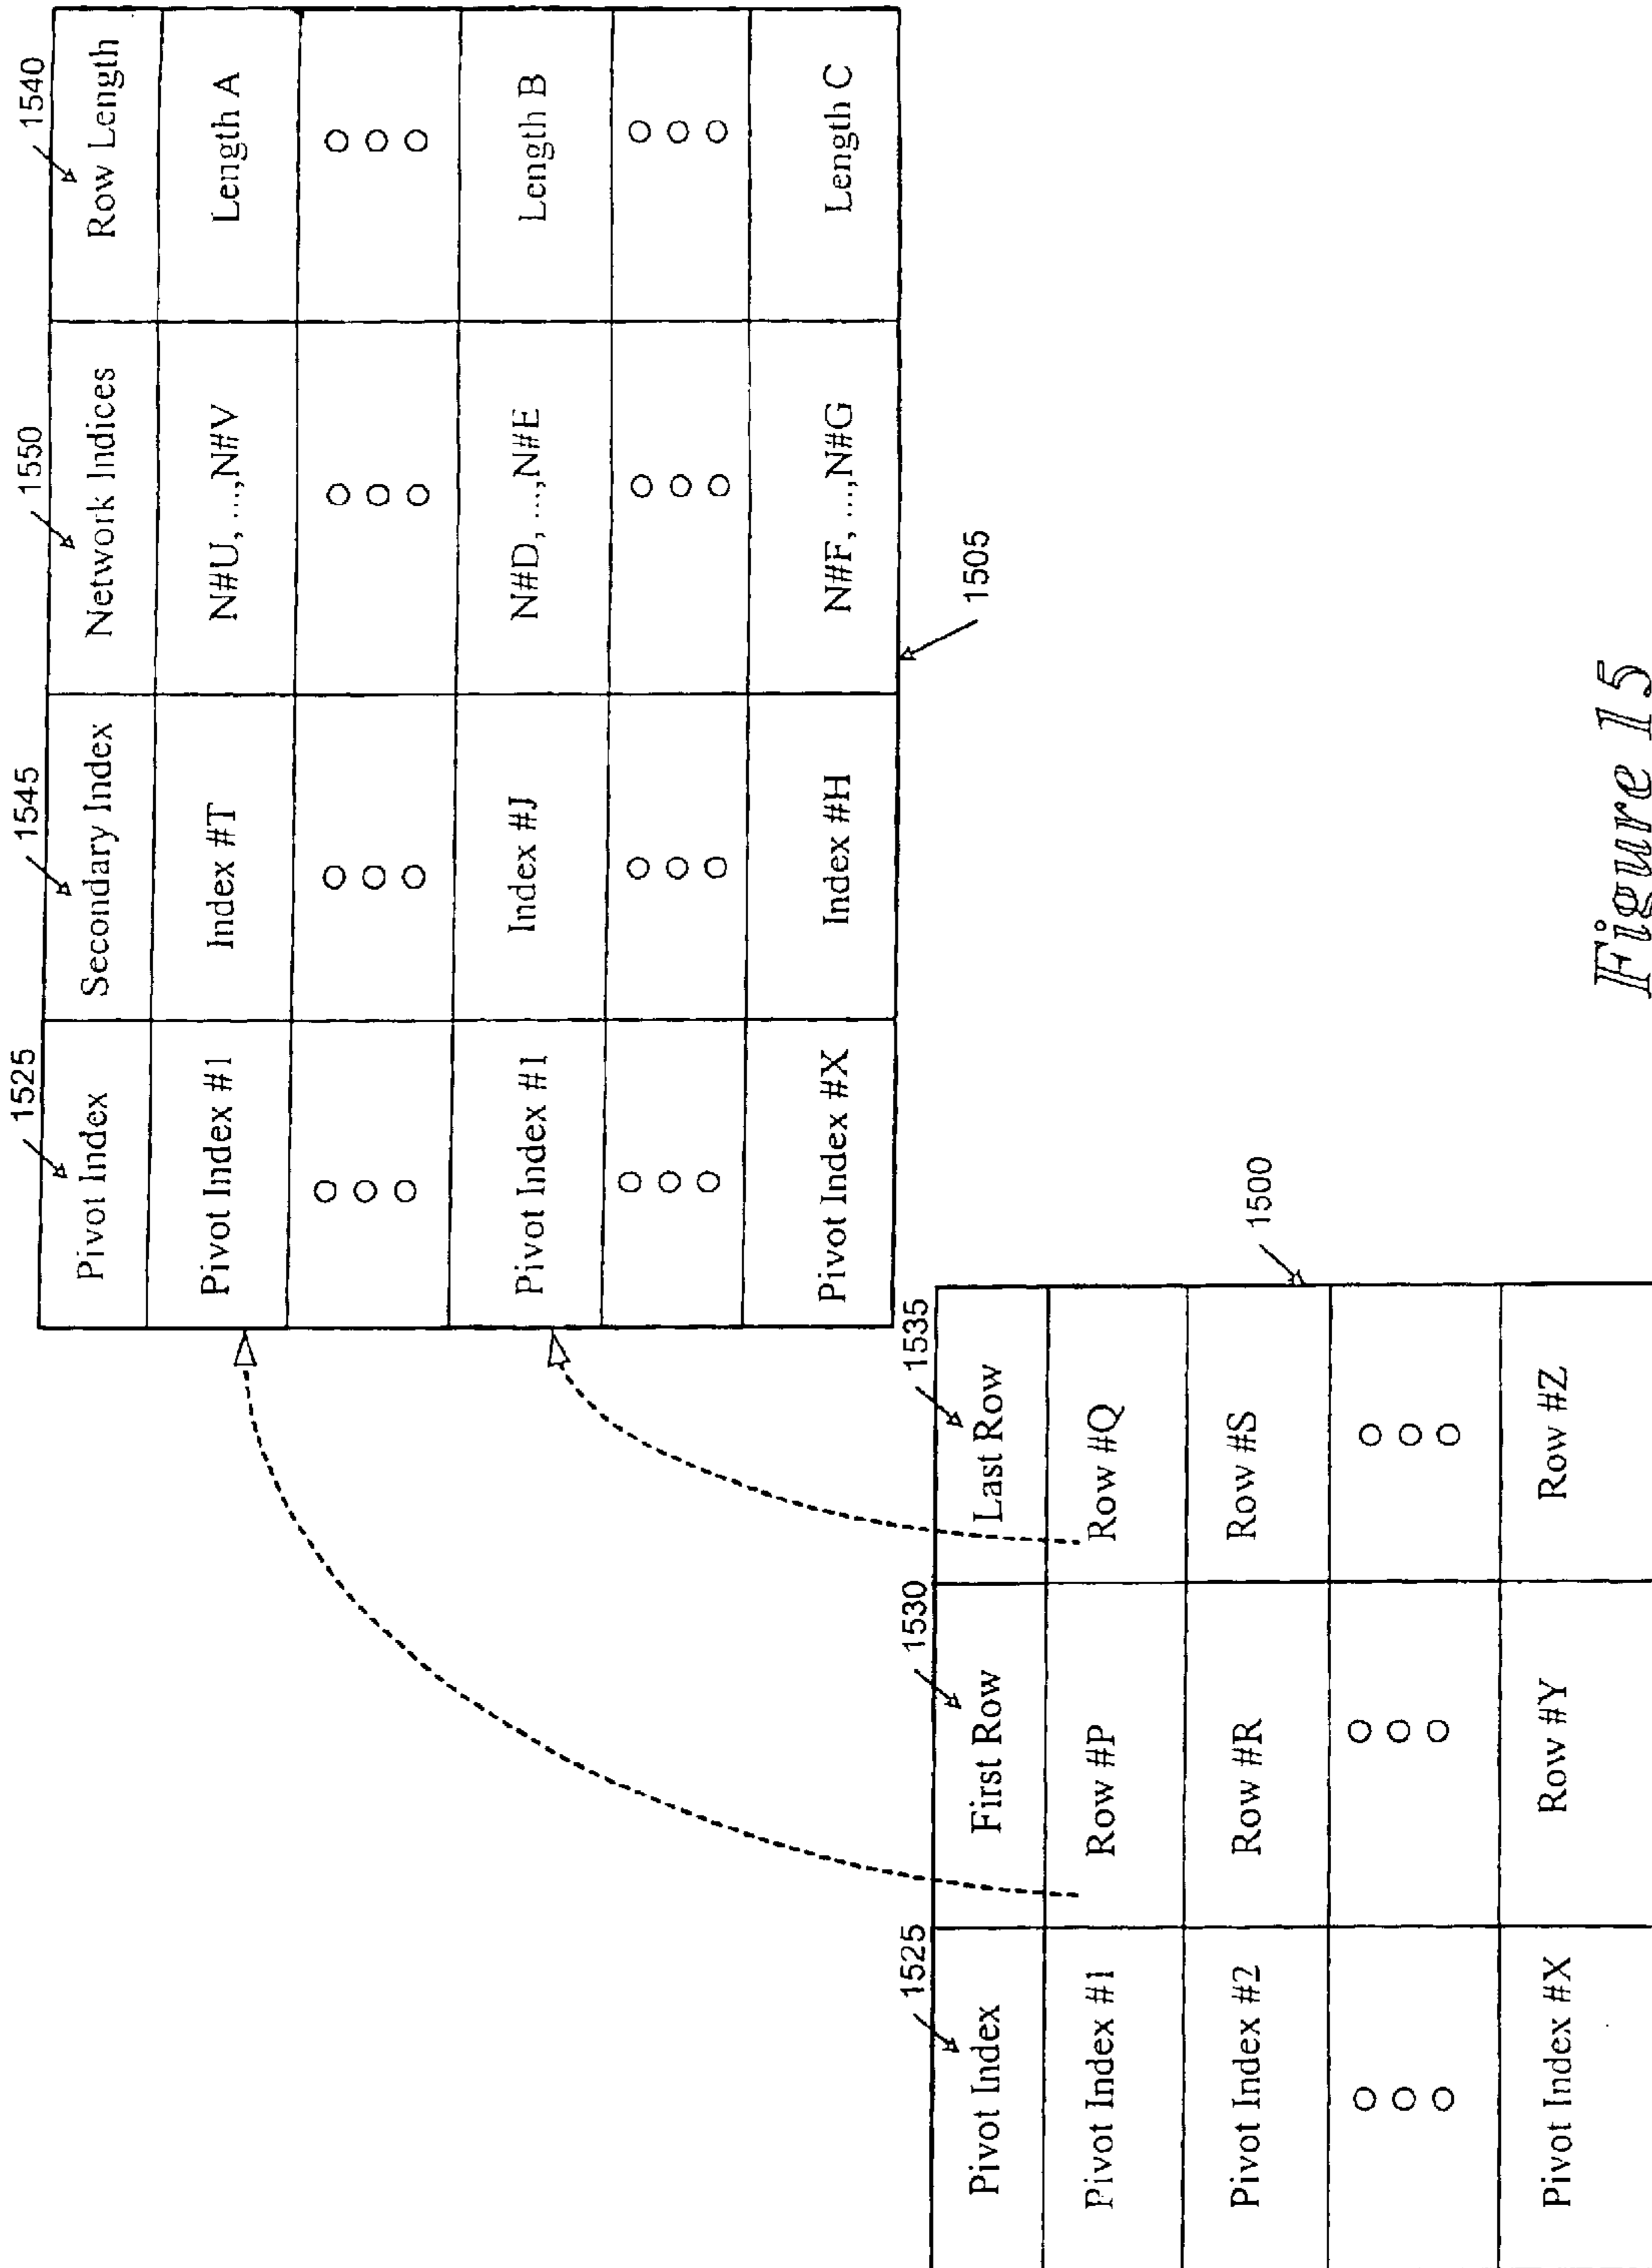 1525 1530 1535
Pivot Index First Row Last Row
Pivot Index #1 Row #P Row #Q
Pivot Index #2 Row #R Row #S
Pivot Index #X Row #Y Row #Z
1500
1525 1545 1550 1540
Pivot Index Secondary Index Network Indices Row Length
Pivot Index #1 Index #T N#U, ...,N#V Length A
Pivot Index #1 Index #J N#D, ....,N#E Length B
Pivot Index #X Index #H N#F, ...,N#G Length C
1505
Figure 15